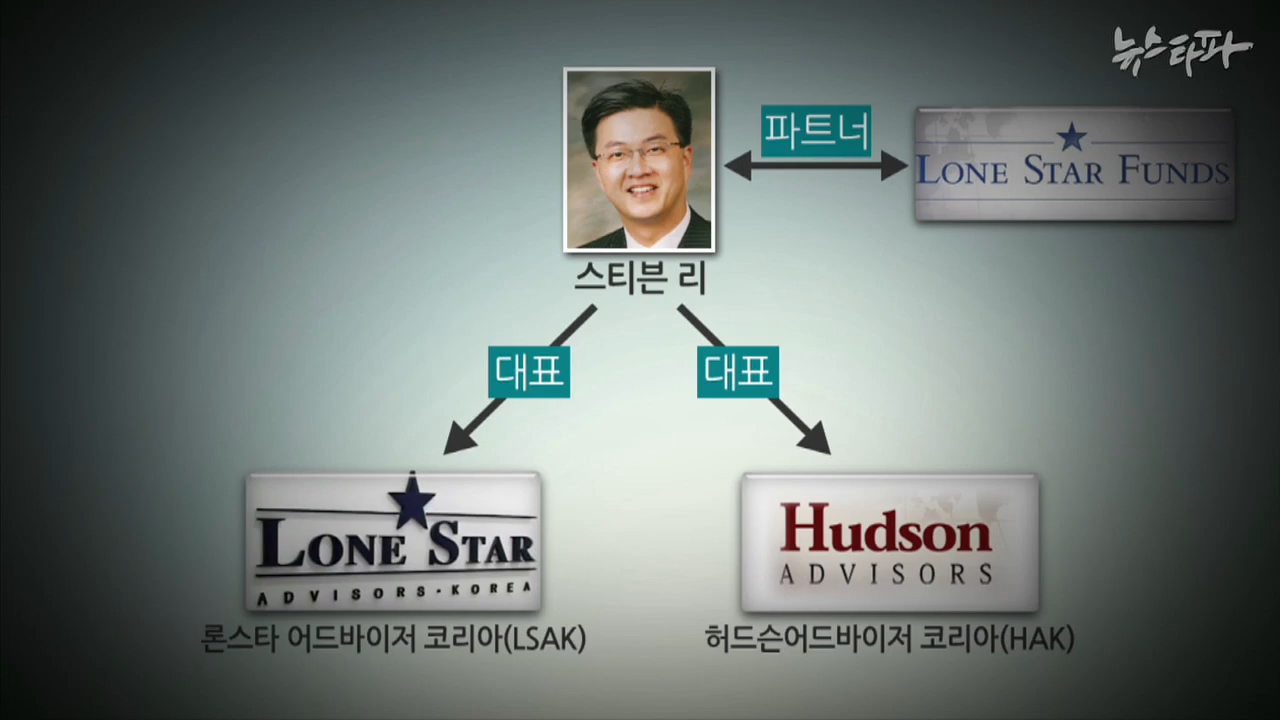 뉴스타파
파트너
LONE STAR FUNDS
스티븐 리
대표
대표
LONE STAR
ADVISORS·KOREA
Hudson
ADVISORS
론스타 어드바이저 코리아(LSAK)
허드슨어드바이저 코리아(HAK)